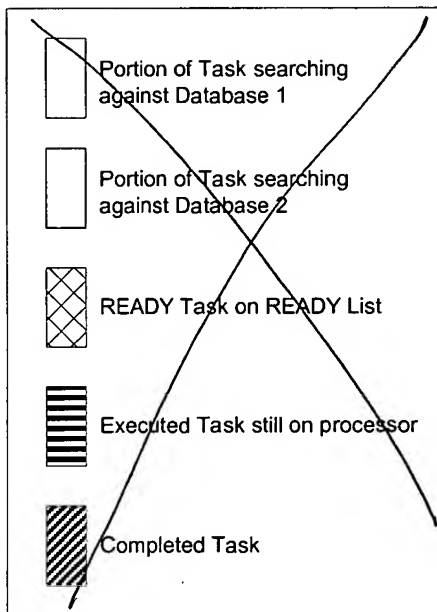 Portion of Task searching
against Database 1
Portion of Task searching
against Database 2
READY Task on READY List
Executed Task still on processor
Completed Task